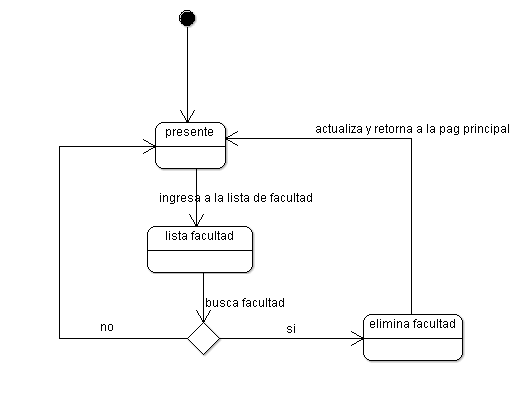 presente
actualiza y retorna a la pag principal
ingresa a la lista de facultad
lista facultad
busca facultad
no
si
elimina facultad